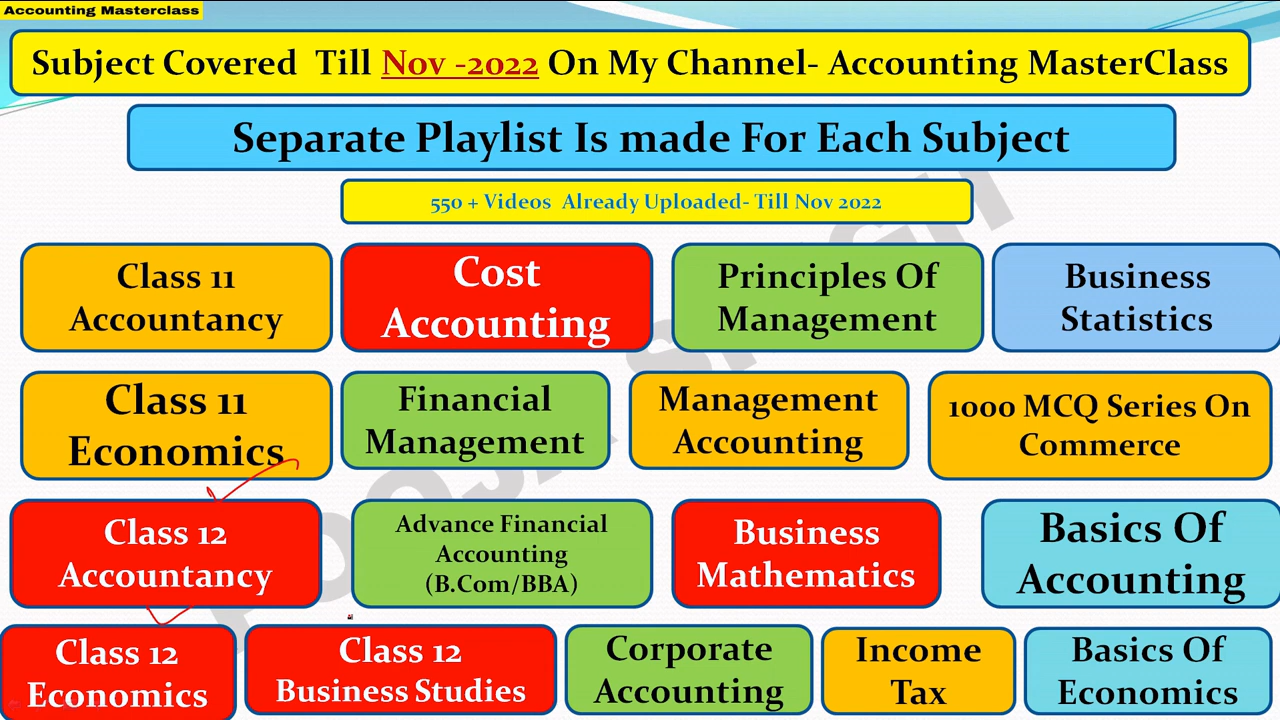 Accounting Masterclass
Subject Covered Till Nov -2022 On My Channel- Accounting MasterClass
Separate Playlist Is made For Each Subject
550 + Videos Already Uploaded- Till Nov 2022
Class 11
Accountancy
Cost
Accounting
Principles Of
Management
Business
Statistics
Class 11
Economics
Financial
Management
Management
Accounting
1000 MCQ Series On
Commerce
Class 12
Accountancy
Advance Financial
Accounting
(B.Com/BBA)
Business
Mathematics
Basics Of
Accounting
Class 12
Economics
Class 12
Business Studies
Corporate
Accounting
Income
Tax
Basics Of
Economics